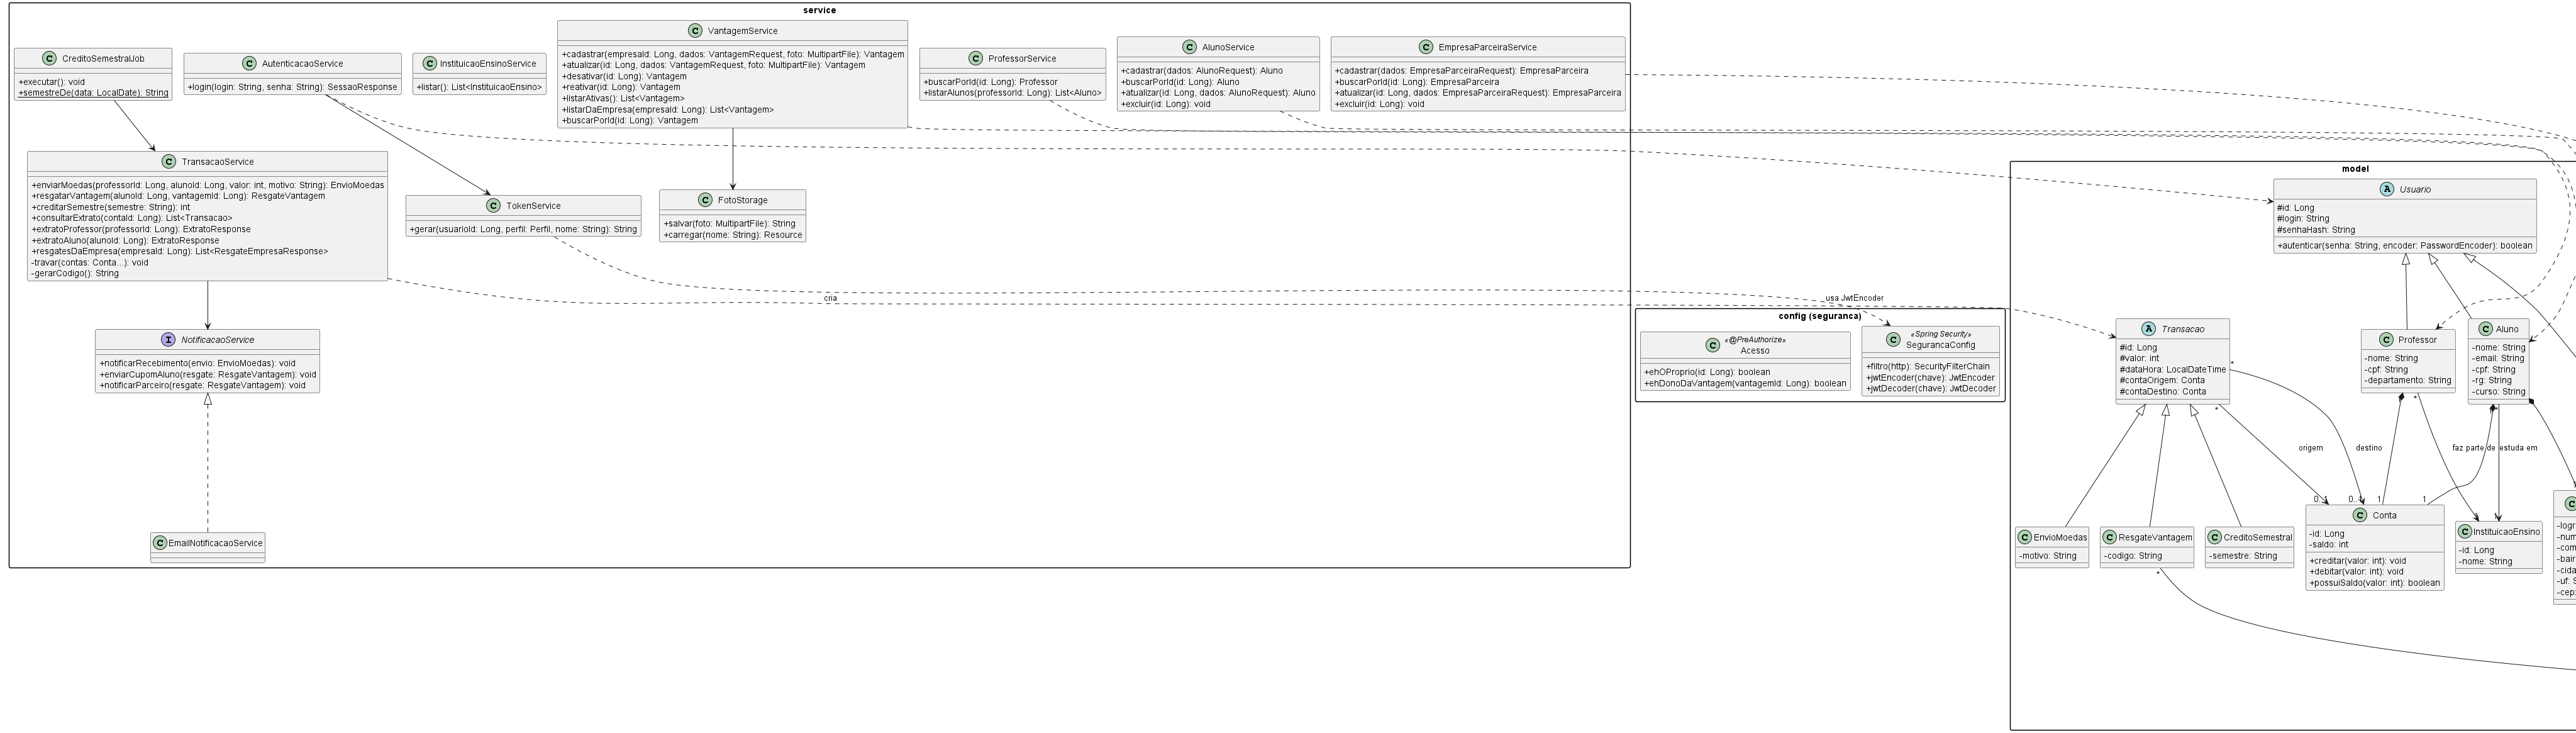 service
CreditoSemestralJob
+executar(): void
+semestreDe(data: LocalDate): String
AutenticacaoService
+login(login: String, senha: String): SessaoResponse
InstituicaoEnsinoService
+listar(): List<InstituicaoEnsino>
VantagemService
+cadastrar(empresaId: Long, dados: VantagemRequest, foto: MultipartFile): Vantagem
+atualizar(id: Long, dados: VantagemRequest, foto: MultipartFile): Vantagem
+desativar(id: Long): Vantagem
+reativar(id: Long): Vantagem
+listarAtivas(): List<Vantagem>
+listarDaEmpresa(empresaId: Long): List<Vantagem>
+buscarPorId(id: Long): Vantagem
ProfessorService
+buscarPorId(id: Long): Professor
+listarAlunos(professorId: Long): List<Aluno>
AlunoService
+cadastrar(dados: AlunoRequest): Aluno
+buscarPorId(id: Long): Aluno
+atualizar(id: Long, dados: AlunoRequest): Aluno
+excluir(id: Long): void
EmpresaParceiraService
+cadastrar(dados: EmpresaParceiraRequest): EmpresaParceira
+buscarPorId(id: Long): EmpresaParceira
+atualizar(id: Long, dados: EmpresaParceiraRequest): EmpresaParceira
+excluir(id: Long): void
TransacaoService
+enviarMoedas(professorId: Long, alunoId: Long, valor: int, motivo: String): EnvioMoedas
+resgatarVantagem(alunoId: Long, vantagemId: Long): ResgateVantagem
+creditarSemestre(semestre: String): int
+consultarExtrato(contaId: Long): List<Transacao>
+extratoProfessor(professorId: Long): ExtratoResponse
+extratoAluno(alunoId: Long): ExtratoResponse
+resgatesDaEmpresa(empresaId: Long): List<ResgateEmpresaResponse>
-travar(contas: Conta...): void
-gerarCodigo(): String
TokenService
+gerar(usuarioId: Long, perfil: Perfil, nome: String): String
FotoStorage
+salvar(foto: MultipartFile): String
+carregar(nome: String): Resource
cria
usa JwtEncoder
NotificacaoService
+notificarRecebimento(envio: EnvioMoedas): void
+enviarCupomAluno(resgate: ResgateVantagem): void
+notificarParceiro(resgate: ResgateVantagem): void
EmailNotificacaoService
config (seguranca)
«@PreAuthorize»
Acesso
+ehOProprio(id: Long): boolean
+ehDonoDaVantagem(vantagemId: Long): boolean
«Spring Security»
SegurancaConfig
+filtro(http): SecurityFilterChain
+jwtEncoder(chave): JwtEncoder
+jwtDecoder(chave): JwtDecoder
model
Usuario
#id: Long
#login: String
#senhaHash: String
+autenticar(senha: String, encoder: PasswordEncoder): boolean
Transacao
#id: Long
#valor: int
#dataHora: LocalDateTime
#contaOrigem: Conta
#contaDestino: Conta
*
*
Professor
-nome: String
-cpf: String
-departamento: String
*
Aluno
-nome: String
-email: String
-cpf: String
-rg: String
-curso: String
origem
destino
faz parte de
estuda em
1
1
EnvioMoedas
-motivo: String
ResgateVantagem
-codigo: String
*
CreditoSemestral
-semestre: String
Conta
-id: Long
-saldo: int
+creditar(valor: int): void
+debitar(valor: int): void
+possuiSaldo(valor: int): boolean
InstituicaoEnsino
-id: Long
-nome: String
-logr
-num
-com
-bair
-cida
-uf: S
-cep: